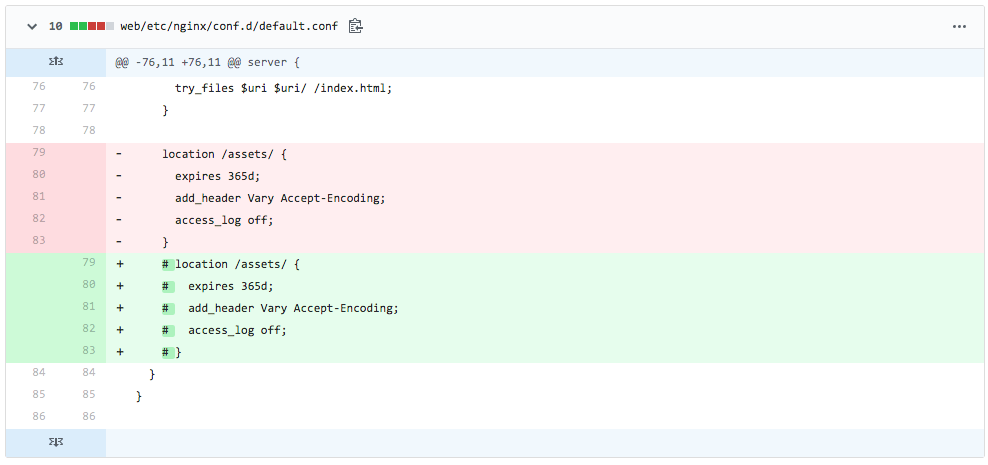 10 web/etc/nginx/conf.d/default.conf
@@ -76,11 +76,11 @@ server {
76 76 try_files $uri $uri/ /index.html;
77 77 }
78 78
79 - location /assets/ {
80 - expires 365d;
81 - add_header Vary Accept-Encoding;
82 - access_log off;
83 - }
79 + # location /assets/ {
80 + # expires 365d;
81 + # add_header Vary Accept-Encoding;
82 + # access_log off;
83 + # }
84 84 }
85 85 }
86 86